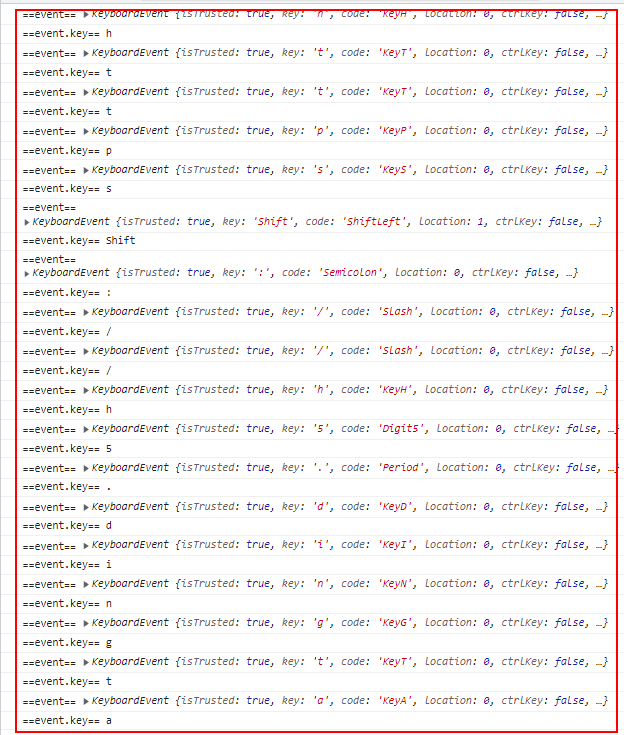 ==event== ▶KeyboardEvent {isTrusted: true, key: 'h', code: 'KeyH', location: 0, ctrlKey: false, …}
==event.key== h
==event== ▶KeyboardEvent {isTrusted: true, key: 't', code: 'KeyT', location: 0, ctrlKey: false, …}
==event.key== t
==event== ▶KeyboardEvent {isTrusted: true, key: 't', code: 'KeyT', location: 0, ctrlKey: false, …}
==event.key== t
==event== ▶KeyboardEvent {isTrusted: true, key: 'p', code: 'KeyP', location: 0, ctrlKey: false, …}
==event.key== p
==event== ▶KeyboardEvent {isTrusted: true, key: 's', code: 'KeyS', location: 0, ctrlKey: false, …}
==event.key== s
==event==
▶KeyboardEvent {isTrusted: true, key: 'Shift', code: 'ShiftLeft', location: 1, ctrlKey: false, …}
==event.key== Shift
==event==
▶KeyboardEvent {isTrusted: true, key: ':', code: 'Semicolon', location: 0, ctrlKey: false, …}
==event.key== :
==event== ▶KeyboardEvent {isTrusted: true, key: '/', code: 'Slash', location: 0, ctrlKey: false, …}
==event.key== /
==event== ▶KeyboardEvent {isTrusted: true, key: '/', code: 'Slash', location: 0, ctrlKey: false, …}
==event.key== /
==event== ▶KeyboardEvent {isTrusted: true, key: 'h', code: 'KeyH', location: 0, ctrlKey: false, …}
==event.key== h
==event== ▶KeyboardEvent {isTrusted: true, key: '5', code: 'Digit5', location: 0, ctrlKey: false, …}
==event.key== 5
==event== ▶KeyboardEvent {isTrusted: true, key: '.', code: 'Period', location: 0, ctrlKey: false, …}
==event.key== .
==event== ▶KeyboardEvent {isTrusted: true, key: 'd', code: 'KeyD', location: 0, ctrlKey: false, …}
==event.key== d
==event== ▶KeyboardEvent {isTrusted: true, key: 'i', code: 'KeyI', location: 0, ctrlKey: false, …}
==event.key== i
==event== ▶KeyboardEvent {isTrusted: true, key: 'n', code: 'KeyN', location: 0, ctrlKey: false, …}
==event.key== n
==event== ▶KeyboardEvent {isTrusted: true, key: 'g', code: 'KeyG', location: 0, ctrlKey: false, …}
==event.key== g
==event== ▶KeyboardEvent {isTrusted: true, key: 't', code: 'KeyT', location: 0, ctrlKey: false, …}
==event.key== t
==event== ▶KeyboardEvent {isTrusted: true, key: 'a', code: 'KeyA', location: 0, ctrlKey: false, …}
==event.key== a